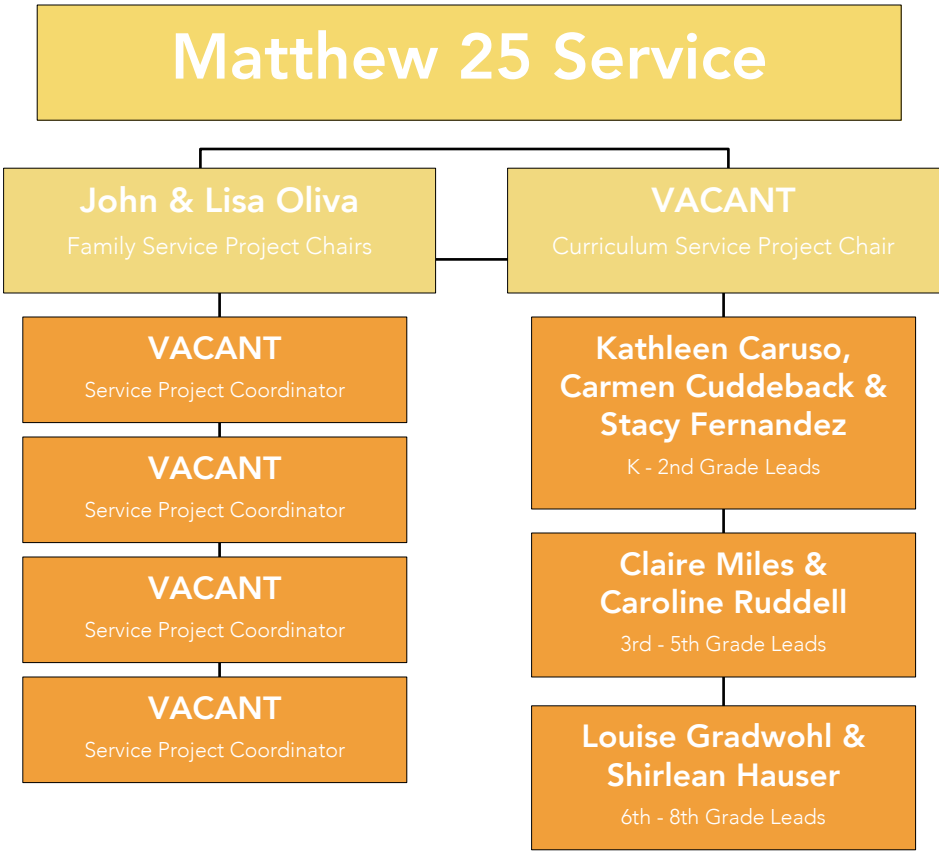 Matthew 25 Service
John & Lisa Oliva
Family Service Project Chairs
VACANT
Curriculum Service Project Chair
VACANT
Service Project Coordinator
VACANT
Service Project Coordinator
VACANT
Service Project Coordinator
VACANT
Service Project Coordinator
Kathleen Caruso,
Carmen Cuddeback &
Stacy Fernandez
K - 2nd Grade Leads
Claire Miles &
Caroline Ruddell
3rd - 5th Grade Leads
Louise Gradwohl &
Shirlean Hauser
6th - 8th Grade Leads